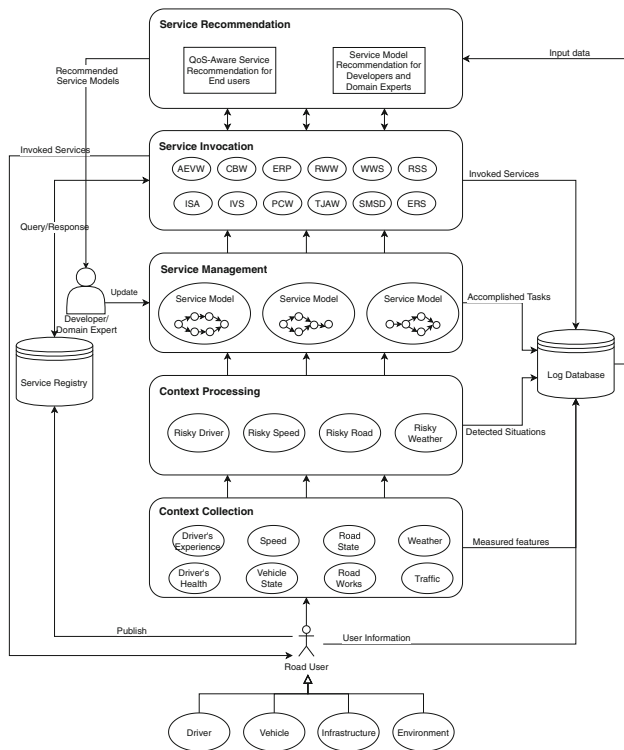 Service Recommendation
QoS-Aware Service
Recommendation for
End users
Service Model
Recommendation for
Developers and
Domain Experts
Input data
Recommended
Service Models
Invoked Services
Service Invocation
AEVW
CBW
ERP
RWW
WWS
RSS
ISA
IVS
PCW
TJAW
SMSD
ERS
Invoked Services
Query/Response
Service Management
Service Model
Service Model
Service Model
Update
Accomplished Tasks
Developer/
Domain Expert
Service Registry
Log Database
Context Processing
Risky Driver
Risky Speed
Risky Road
Risky
Weather
Detected Situations
Context Collection
Driver's
Experience
Speed
Road
State
Weather
Driver's
Health
Vehicle
State
Road
Works
Traffic
Measured features
Publish
User Information
Road User
Driver
Vehicle
Infrastructure
Environment